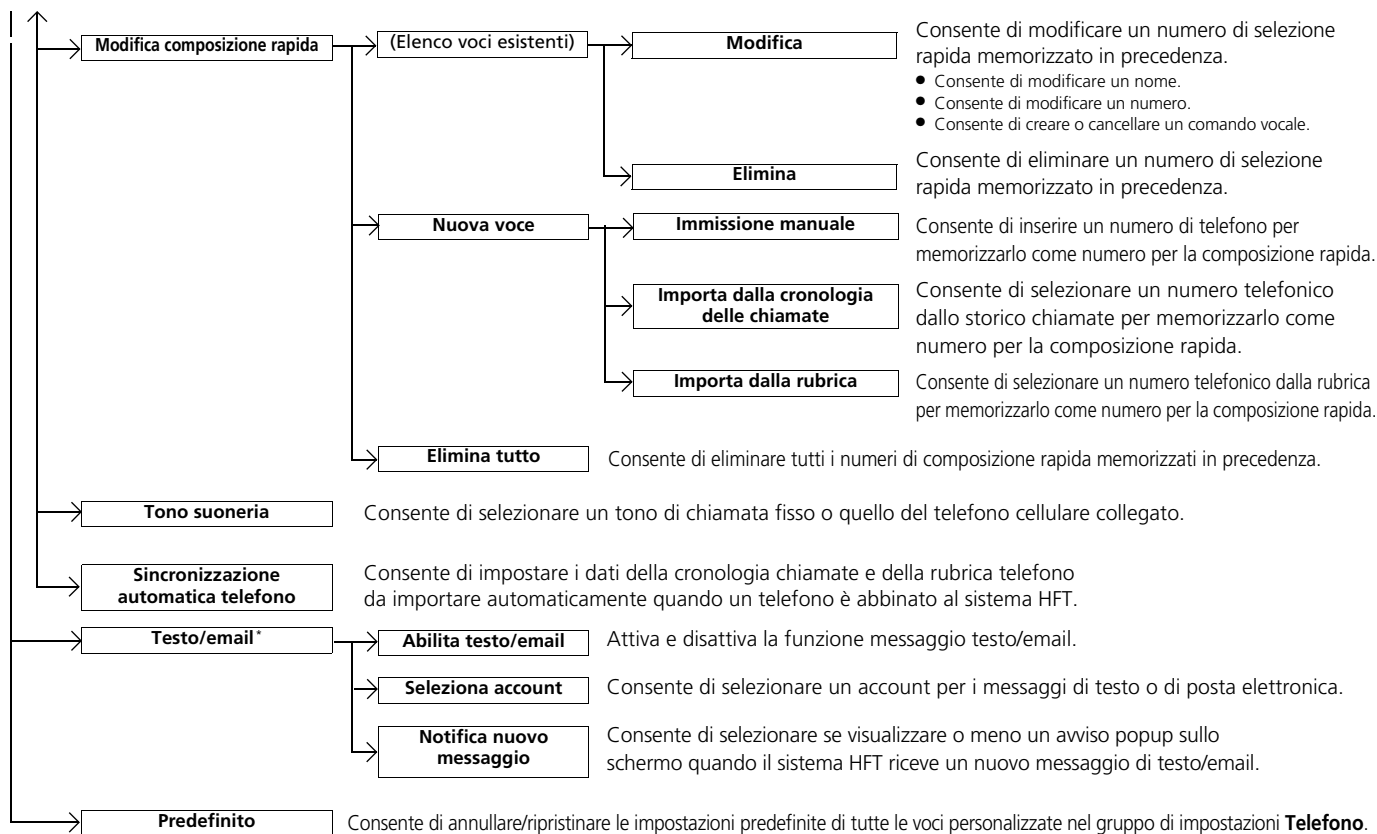 Modifica composizione rapida
(Elenco voci esistenti)
Modifica
Consente di modificare un numero di selezione
rapida memorizzato in precedenza.
● Consente di modificare un nome.
● Consente di modificare un numero.
● Consente di creare o cancellare un comando vocale.
Elimina
Consente di eliminare un numero di selezione
rapida memorizzato in precedenza.
Nuova voce
Immissione manuale
Consente di inserire un numero di telefono per
memorizzarlo come numero per la composizione rapida.
Importa dalla cronologia
delle chiamate
Consente di selezionare un numero telefonico
dallo storico chiamate per memorizzarlo come
numero per la composizione rapida.
Importa dalla rubrica
Consente di selezionare un numero telefonico dalla rubrica
per memorizzarlo come numero per la composizione rapida.
Elimina tutto
Consente di eliminare tutti i numeri di composizione rapida memorizzati in precedenza.
Tono suoneria
Consente di selezionare un tono di chiamata fisso o quello del telefono cellulare collegato.
Sincronizzazione
automatica telefono
Consente di impostare i dati della cronologia chiamate e della rubrica telefono
da importare automaticamente quando un telefono è abbinato al sistema HFT.
Testo/email*
Abilita testo/email
Attiva e disattiva la funzione messaggio testo/email.
Seleziona account
Consente di selezionare un account per i messaggi di testo o di posta elettronica.
Notifica nuovo
messaggio
Consente di selezionare se visualizzare o meno un avviso popup sullo
schermo quando il sistema HFT riceve un nuovo messaggio di testo/email.
Predefinito
Consente di annullare/ripristinare le impostazioni predefinite di tutte le voci personalizzate nel gruppo di impostazioni Telefono.